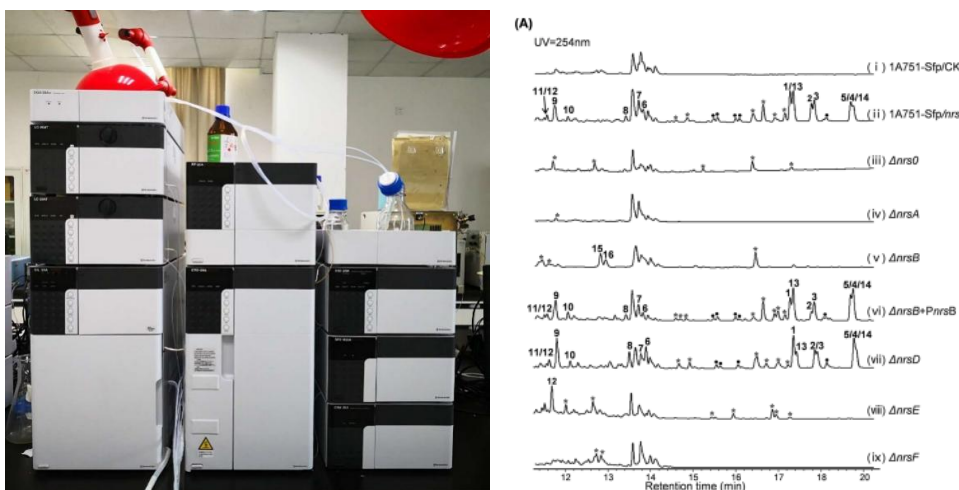 (A)
UV=254nm
(i) 1A751-Sfp/CK
11/12 9 10 8 7 6 1/13 2 3 5/4/14
(ii) 1A751-Sfp/nrs
(iii) Δnrs0
(iv) ΔnrsA
15 16
(v) ΔnrsB
11/12 9 10 8 7 6 1 13 2 3 5/4/14
(vi) ΔnrsB+PnrsB
11/12 9 10 8 7 6 1 13 2/3 5/4/14
(vii) ΔnrsD
12
(viii) ΔnrsE
(ix) ΔnrsF
12 13 14 15 16 17 18 19 20
Retention time (min)